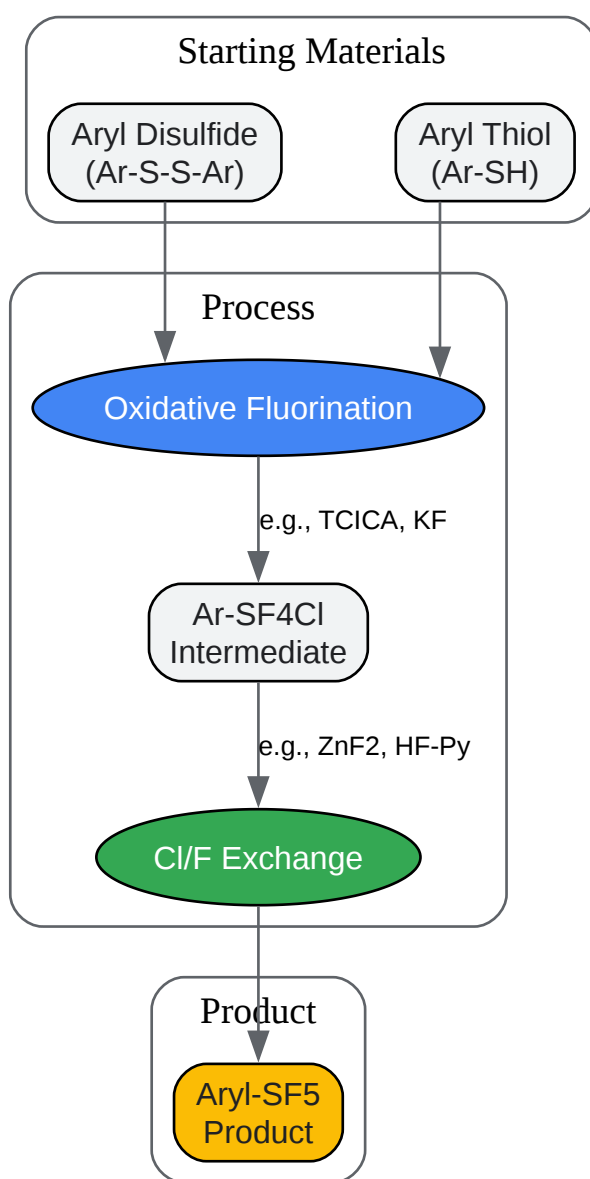 Starting Materials
Aryl Disulfide
(Ar-S-S-Ar)
Aryl Thiol
(Ar-SH)
Process
Oxidative Fluorination
e.g., TCICA, KF
Ar-SF4Cl
Intermediate
e.g., ZnF2, HF-Py
Cl/F Exchange
Product
Aryl-SF5
Product